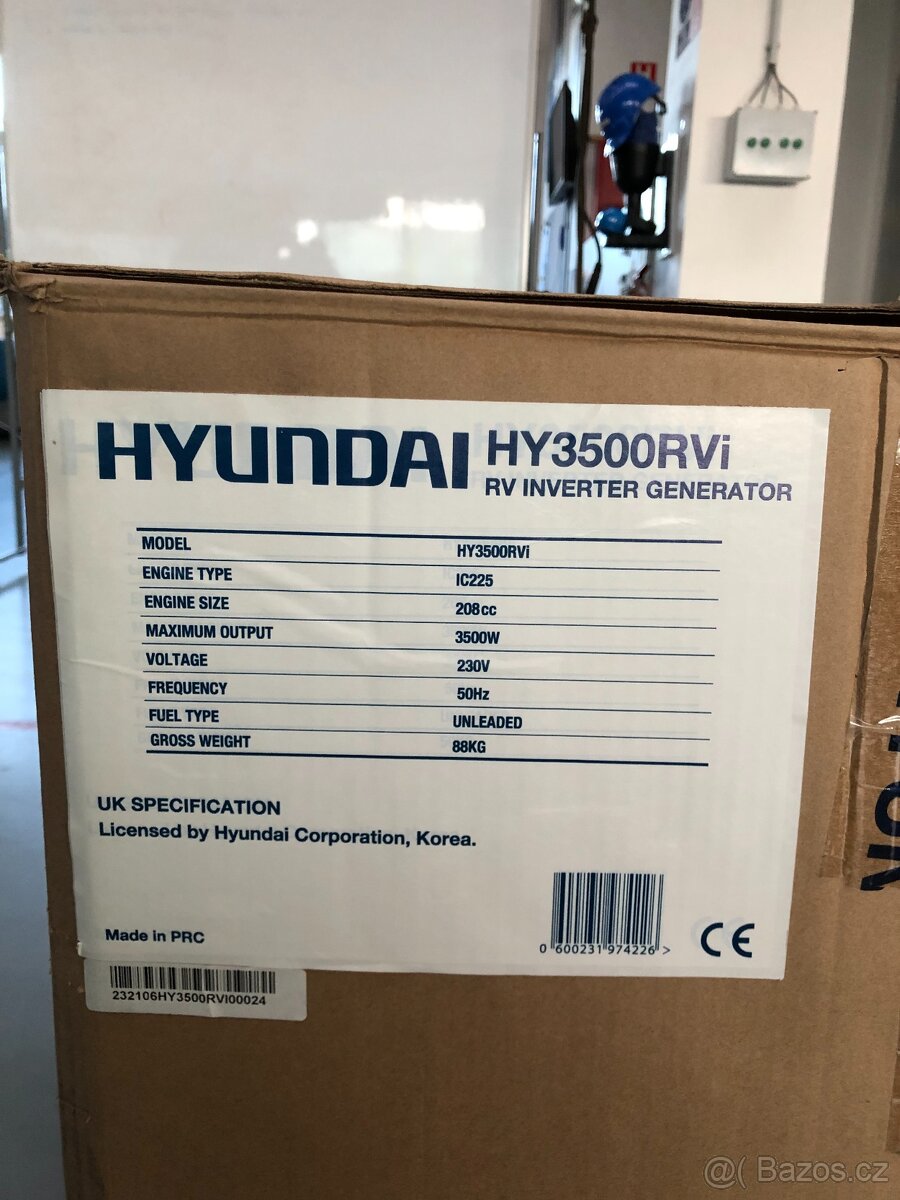 HYUNDAI HY3500RVi
RV INVERTER GENERATOR
MODEL HY3500RVi
ENGINE TYPE IC225
ENGINE SIZE 208cc
MAXIMUM OUTPUT 3500W
VOLTAGE 230V
FREQUENCY 50Hz
FUEL TYPE UNLEADED
GROSS WEIGHT 88KG
UK SPECIFICATION
Licensed by Hyundai Corporation, Korea.
Made in PRC
0 600231 974226 >
CE
232106HY3500RVI00024
@( Bazos.cz